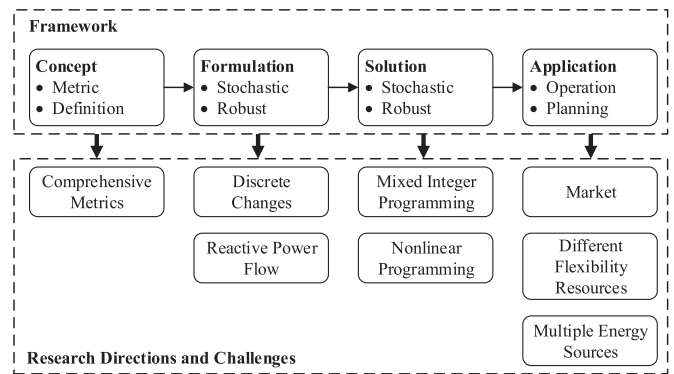 Framework
Concept
• Metric
• Definition
Formulation
• Stochastic
• Robust
Solution
• Stochastic
• Robust
Application
• Operation
• Planning
Comprehensive
Metrics
Discrete
Changes
Mixed Integer
Programming
Market
Reactive Power
Flow
Nonlinear
Programming
Different
Flexibility
Resources
Multiple Energy
Sources
Research Directions and Challenges